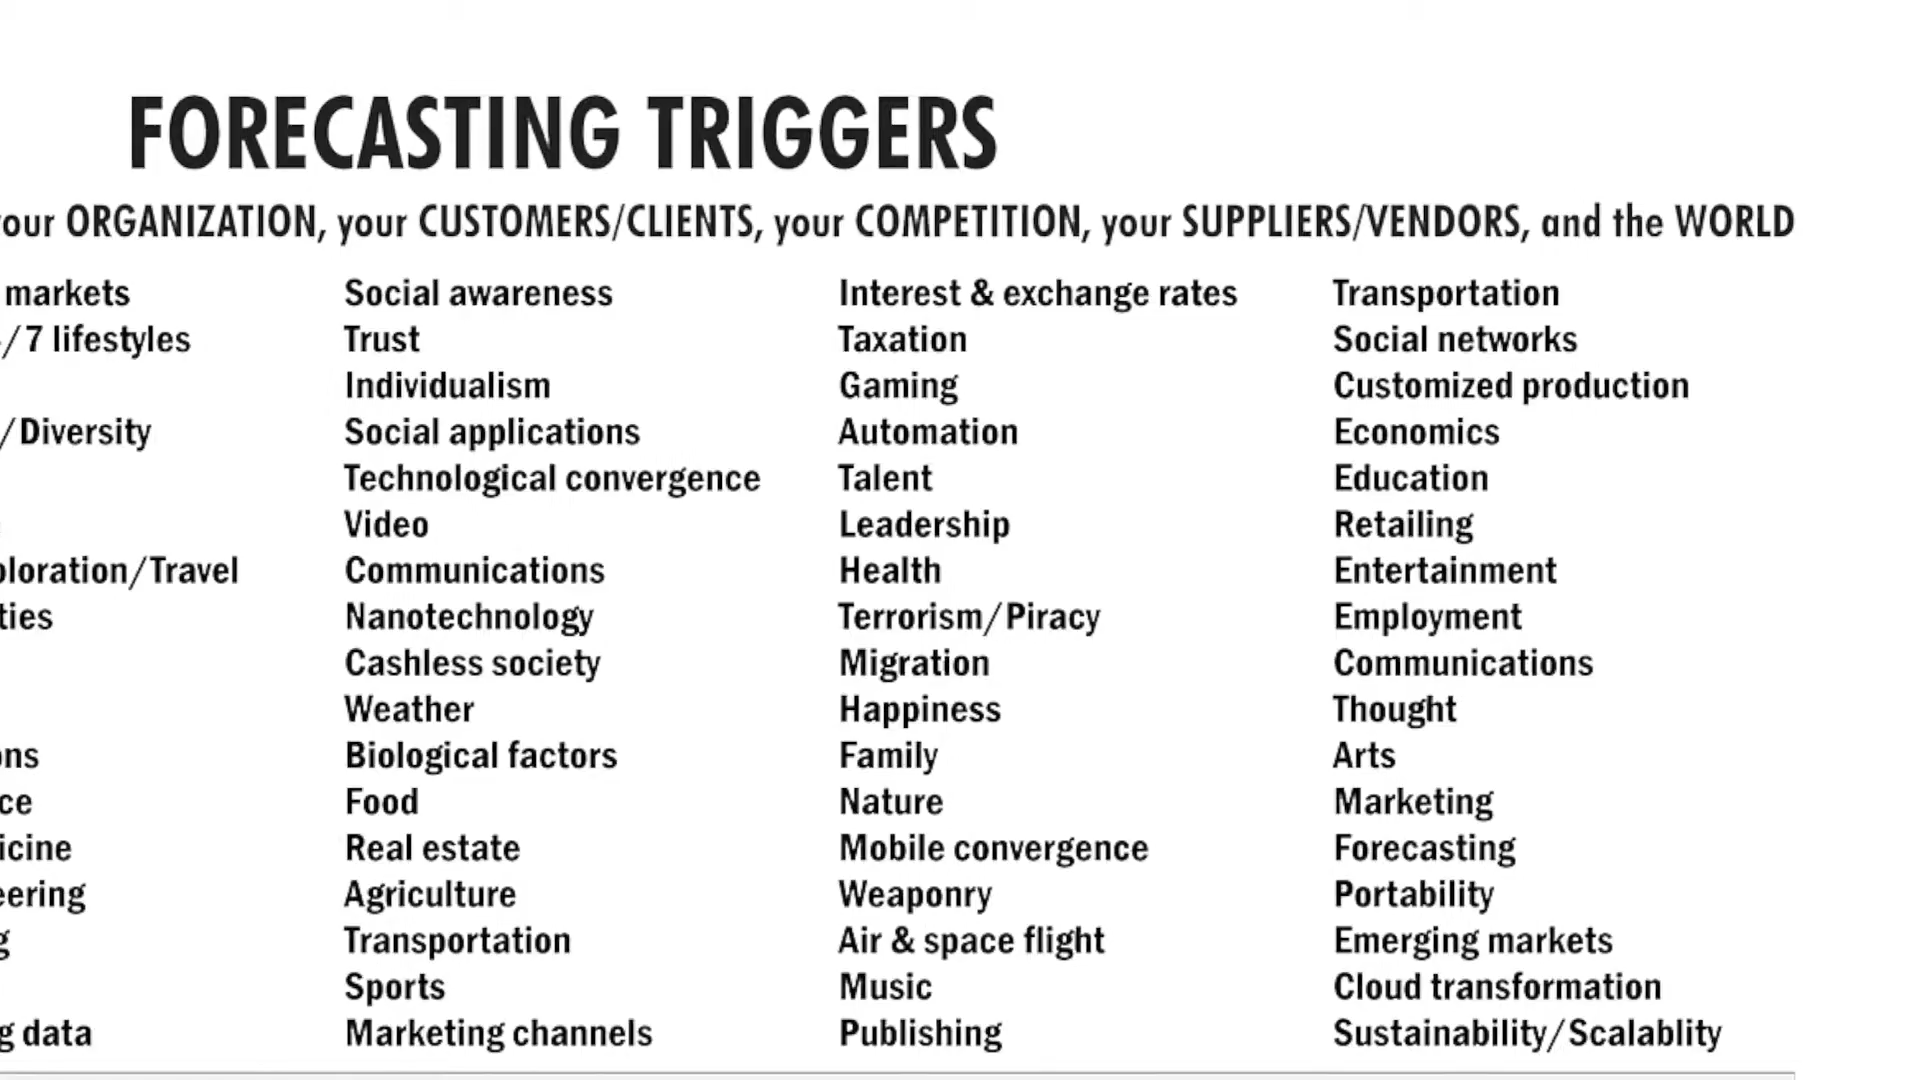 FORECASTING TRIGGERS
our ORGANIZATION, your CUSTOMERS/CLIENTS, your COMPETITION, your SUPPLIERS/VENDORS, and the WORLD
markets
/7 lifestyles
/Diversity
ploration/Travel
ties
ons
ce
icine
eering
g
g data
Social awareness
Trust
Individualism
Social applications
Technological convergence
Video
Communications
Nanotechnology
Cashless society
Weather
Biological factors
Food
Real estate
Agriculture
Transportation
Sports
Marketing channels
Interest & exchange rates
Taxation
Gaming
Automation
Talent
Leadership
Health
Terrorism/Piracy
Migration
Happiness
Family
Nature
Mobile convergence
Weaponry
Air & space flight
Music
Publishing
Transportation
Social networks
Customized production
Economics
Education
Retailing
Entertainment
Employment
Communications
Thought
Arts
Marketing
Forecasting
Portability
Emerging markets
Cloud transformation
Sustainability/Scalablity